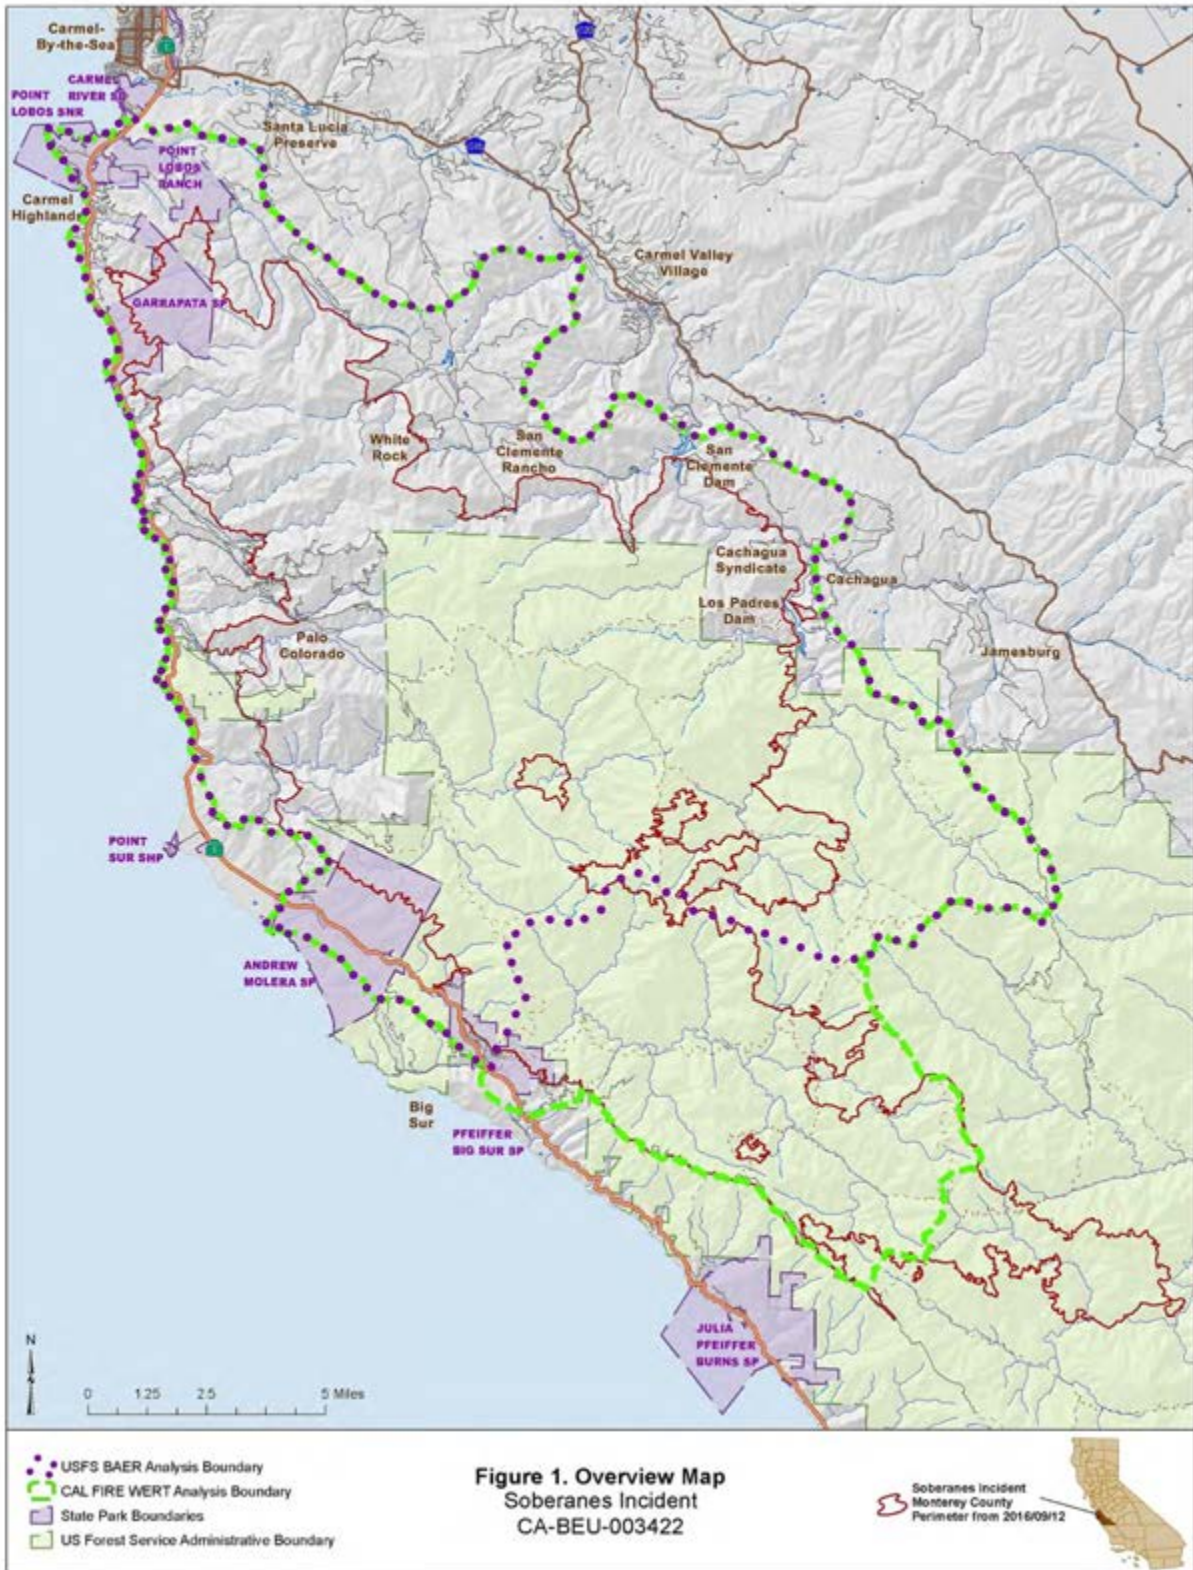 Carmel-
By-the-Sea
1
CARMEL
RIVER SB
POINT
LOBOS SNR
Santa Lucia
Preserve
POINT
LOBOS
RANCH
Carmel
Highlands
Carmel Valley
Village
GARRAPATA SP
White
Rock
San
Clemente
Rancho
San
Clemente
Dam
Cachagua
Syndicate
Cachagua
Los Padres
Dam
Palo
Colorado
Jamesburg
POINT
SUR SHP
ANDREW
MOLERA SP
Big
Sur
PFEIFFER
BIG SUR SP
JULIA
PFEIFFER
BURNS SP
N
0 1.25 2.5 5 Miles
USFS BAER Analysis Boundary
CAL FIRE WERT Analysis Boundary
State Park Boundaries
US Forest Service Administrative Boundary
Figure 1. Overview Map
Soberanes Incident
CA-BEU-003422
Soberanes Incident
Monterey County
Perimeter from 2016/09/12